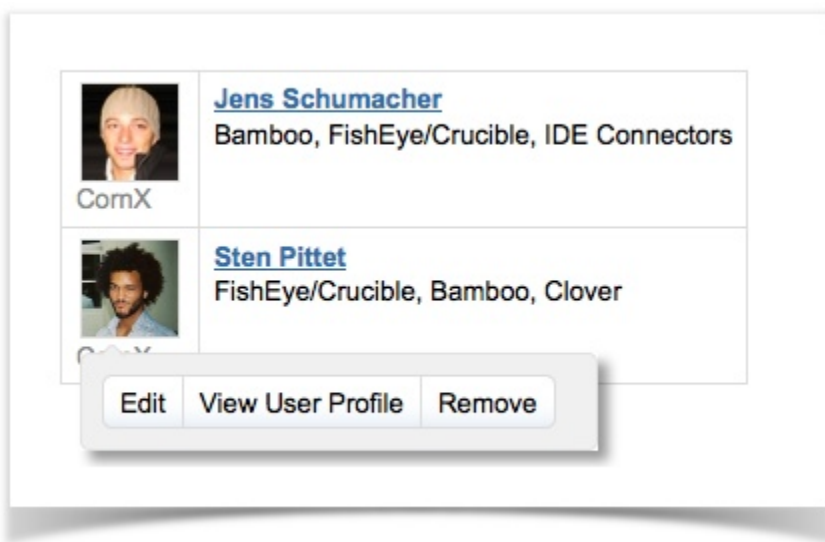 Jens Schumacher
Bamboo, FishEye/Crucible, IDE Connectors
CornX
Sten Pittet
FishEye/Crucible, Bamboo, Clover
Edit View User Profile Remove